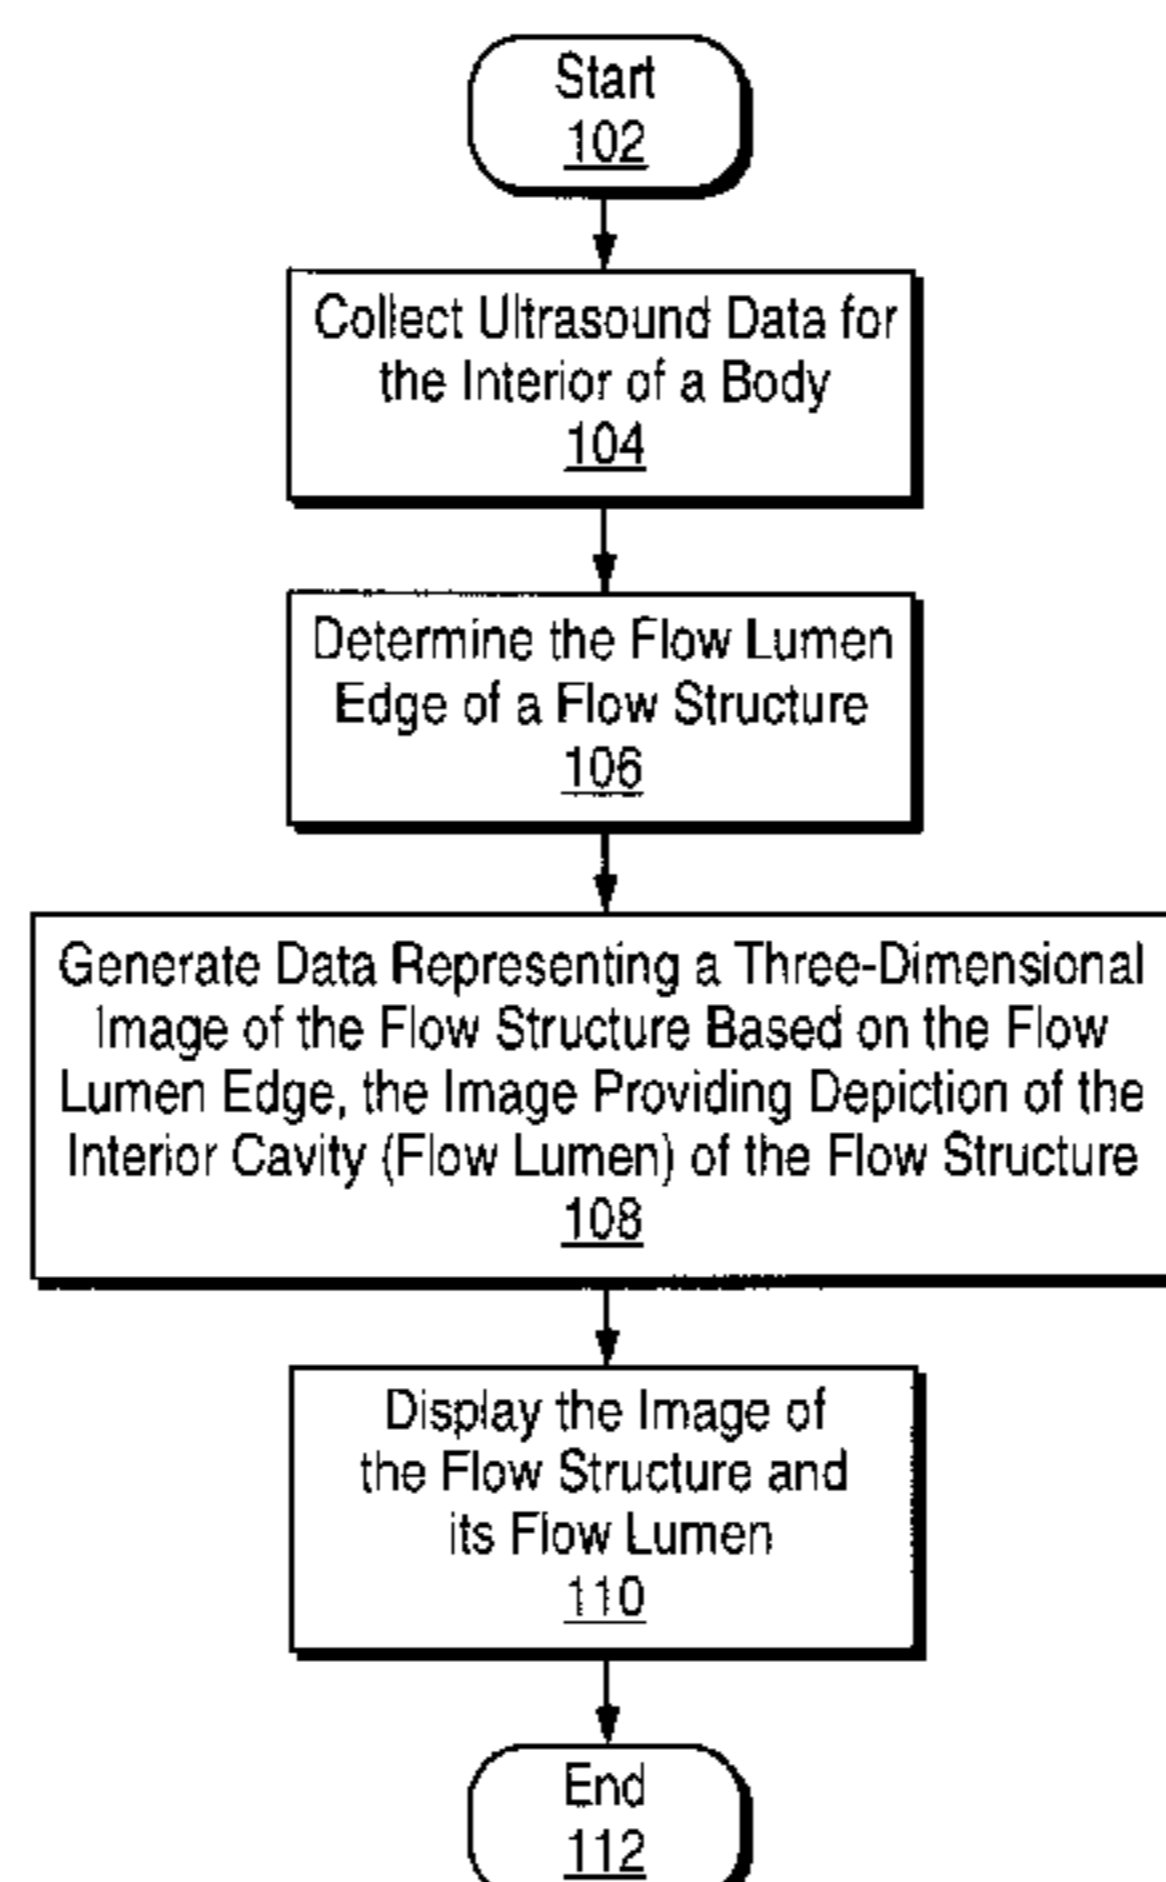 Start
102
Collect Ultrasound Data for
the Interior of a Body
104
Determine the Flow Lumen
Edge of a Flow Structure
106
Generate Data Representing a Three-Dimensional
Image of the Flow Structure Based on the Flow
Lumen Edge, the Image Providing Depiction of the
Interior Cavity (Flow Lumen) of the Flow Structure
108
Display the Image of
the Flow Structure and
its Flow Lumen
110
End
112